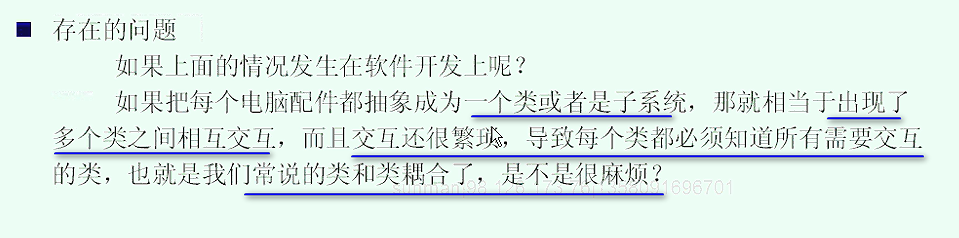 存在的问题
如果上面的情况发生在软件开发上呢?
如果把每个电脑配件都抽象成为一个类或者是子系统，那就相当于出现了
多个类之间相互交互，而且交互还很繁琐，导致每个类都必须知道所有需要交互
的类，也就是我们常说的类和类耦合了，是不是很麻烦?